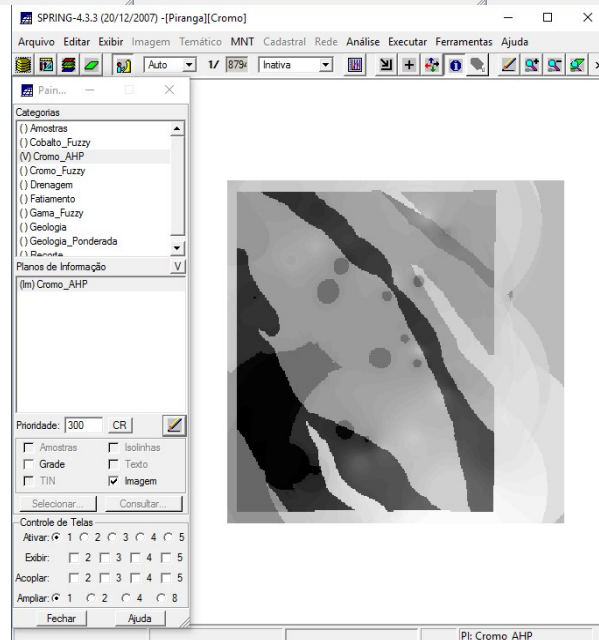 SPRING-4.3.3 (20/12/2007) -[Piranga][Cromo]
Arquivo Editar Exibir Imagem Temático MNT Cadastral Rede Análise Executar Ferramentas Ajuda
Auto 1/ Inativa
Pain...
Categorias
() Amostras
() Cobalto_Fuzzy
(V) Cromo_AHP
() Cromo_Fuzzy
() Drenagem
() Fatiamento
() Gama_Fuzzy
() Geologia
() Geologia_Ponderada
() Recorte
Planos de Informação V
(Im) Cromo_AHP
Prioridade: 300 CR
Amostras Isolinhas
Grade Texto
TIN Imagem
Selecionar... Consultar...
Controle de Telas
Ativar: 1 2 3 4 5
Exibir: 2 3 4 5
Acoplar: 2 3 4 5
Ampliar: 1 2 4 8
Fechar Ajuda
PI: Cromo_AHP